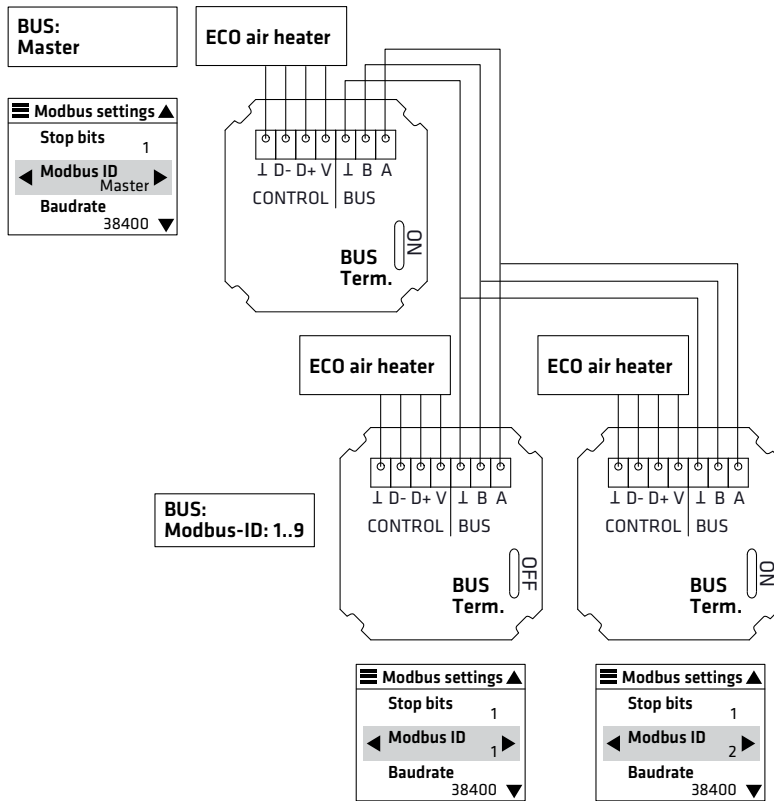 BUS:
Master
ECO air heater
Modbus settings
Stop bits
1
Modbus ID
Master
Baudrate
38400
⊥ D- D+ V ⊥ B A
CONTROL BUS
BUS
Term.
ON
ECO air heater
ECO air heater
BUS:
Modbus-ID: 1..9
⊥ D- D+ V ⊥ B A
CONTROL BUS
BUS
Term.
OFF
⊥ D- D+ V ⊥ B A
CONTROL BUS
BUS
Term.
ON
Modbus settings
Stop bits
1
Modbus ID
1
Baudrate
38400
Modbus settings
Stop bits
1
Modbus ID
2
Baudrate
38400